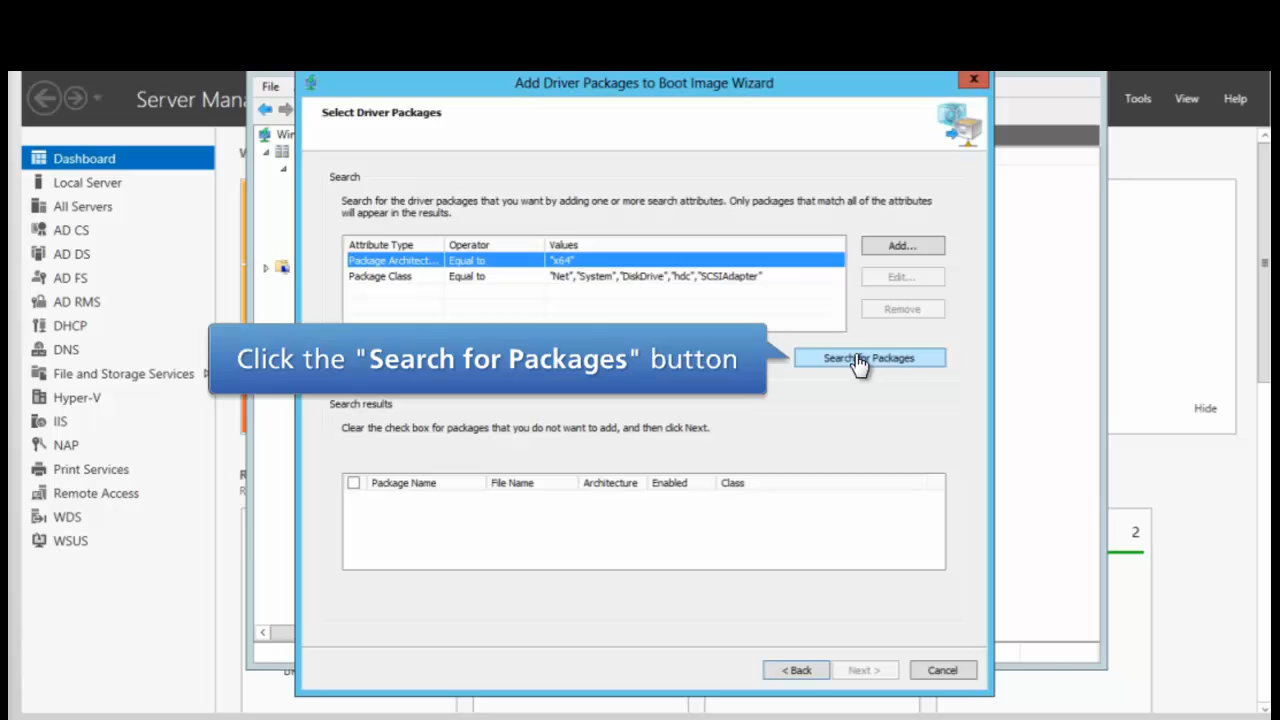 Add Driver Packages to Boot Image Wizard
x
File
Server Mana
Tools View Help
Select Driver Packages
Win
Dashboard
Local Server
All Servers
AD CS
AD DS
AD FS
AD RMS
DHCP
DNS
File and Storage Services
Hyper-V
IIS
NAP
Print Services
Remote Access
WDS
WSUS
Search
Search for the driver packages that you want by adding one or more search attributes. Only packages that match all of the attributes
will appear in the results.
Attribute Type Operator Values
Package Architect... Equal to "x64"
Package Class Equal to "Net","System","DiskDrive","hdc","SCSIAdapter"
Add...
Edit...
Remove
Click the "Search for Packages" button
Search for Packages
Search results
Clear the check box for packages that you do not want to add, and then click Next.
Package Name File Name Architecture Enabled Class
Hide
2
< Back Next > Cancel